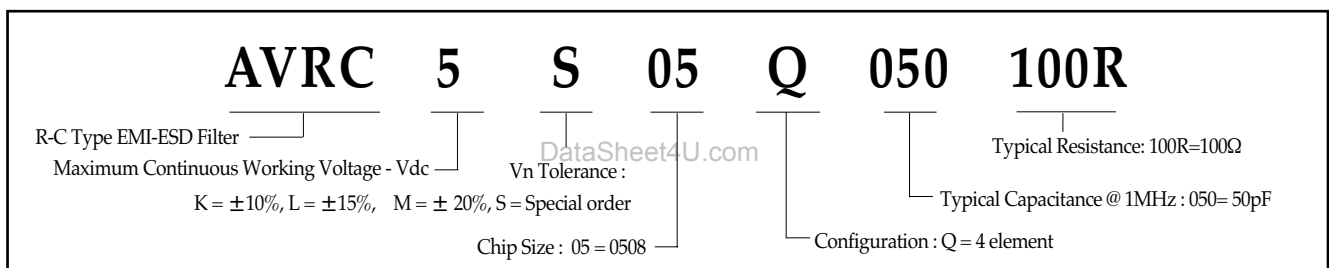 AVRC 5 S 05 Q 050 100R
R-C Type EMI-ESD Filter
Typical Resistance: 100R=100Ω
DataSheet4U.com
Maximum Continuous Working Voltage - Vdc
Vn Tolerance :
K = ±10%, L = ±15%, M = ± 20%, S = Special order
Typical Capacitance @ 1MHz : 050= 50pF
Chip Size : 05 = 0508
Configuration : Q = 4 element